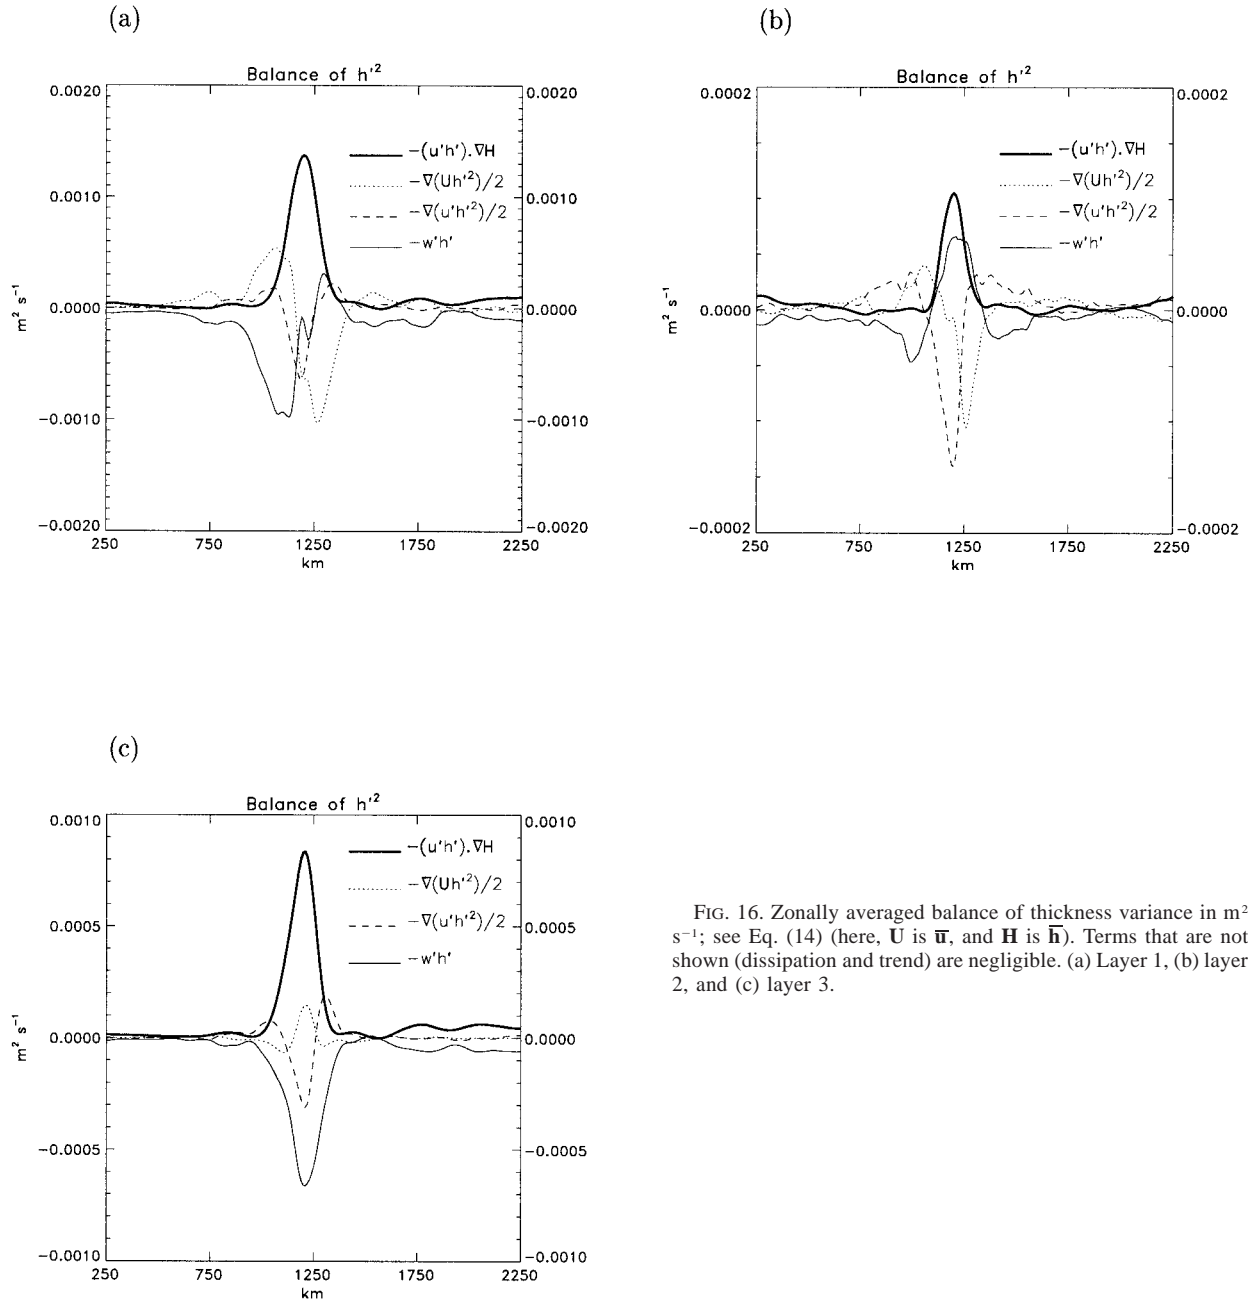 (a)
Balance of h'²
0.0020
0.0010
0.0000
−0.0010
−0.0020
0.0020
0.0010
0.0000
−0.0010
−0.0020
m² s⁻¹
−(u'h').∇H
−∇(Uh'²)/2
−∇(u'h'²)/2
−w'h'
250 750 1250 1750 2250
km
(b)
Balance of h'²
0.0002
0.0000
−0.0002
0.0002
0.0000
−0.0002
m² s⁻¹
−(u'h').∇H
−∇(Uh'²)/2
−∇(u'h'²)/2
−w'h'
250 750 1250 1750 2250
km
(c)
Balance of h'²
0.0010
0.0005
0.0000
−0.0005
−0.0010
0.0010
0.0005
0.0000
−0.0005
−0.0010
m² s⁻¹
−(u'h').∇H
−∇(Uh'²)/2
−∇(u'h'²)/2
−w'h'
250 750 1250 1750 2250
km
FIG. 16. Zonally averaged balance of thickness variance in m²
s⁻¹; see Eq. (14) (here, U is u̅, and H is h̅). Terms that are not
shown (dissipation and trend) are negligible. (a) Layer 1, (b) layer
2, and (c) layer 3.